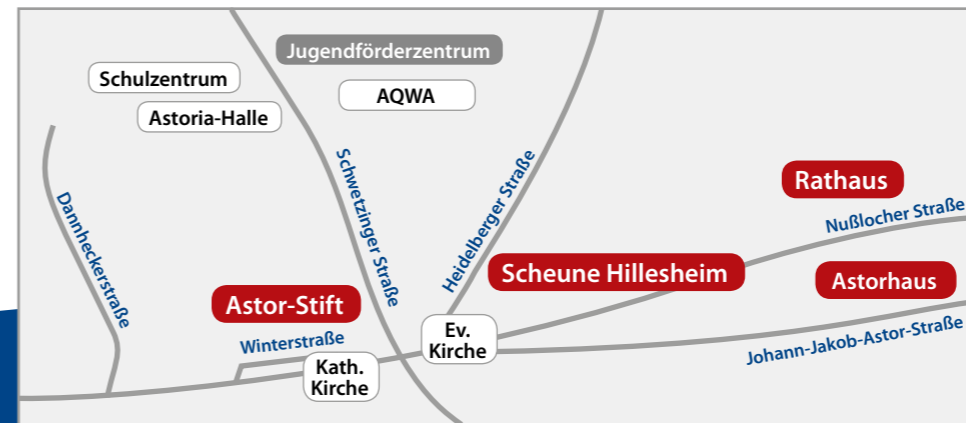 Jugendförderzentrum
Schulzentrum
AQWA
Astoria-Halle
Schwetzinger Straße
Heidelberger Straße
Rathaus
Dannheckerstraße
Nußlocher Straße
Scheune Hillesheim
Astorhaus
Astor-Stift
Winterstraße
Ev.
Kirche
Johann-Jakob-Astor-Straße
Kath.
Kirche